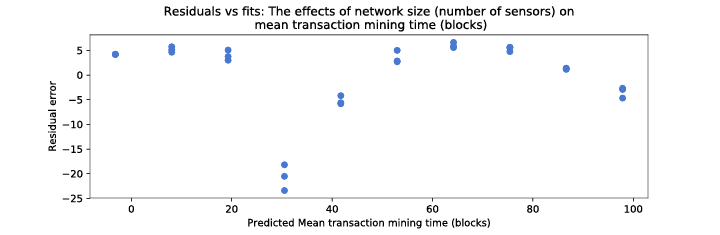 Residuals vs fits: The effects of network size (number of sensors) on
mean transaction mining time (blocks)
5
0
−5
−10
−15
−20
−25
Residual error
0 20 40 60 80 100
Predicted Mean transaction mining time (blocks)